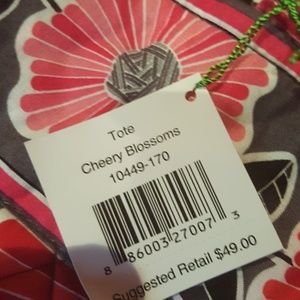 Tote
Cheery Blossoms
10449-170
8 86003 27007 3
Suggested Retail $49.00